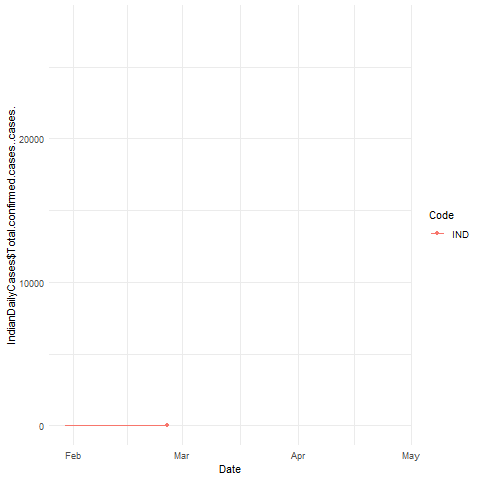 IndianDailyCases$Total.confirmed.cases..cases.
20000
10000
0
Feb
Mar
Apr
May
Date
Code
IND